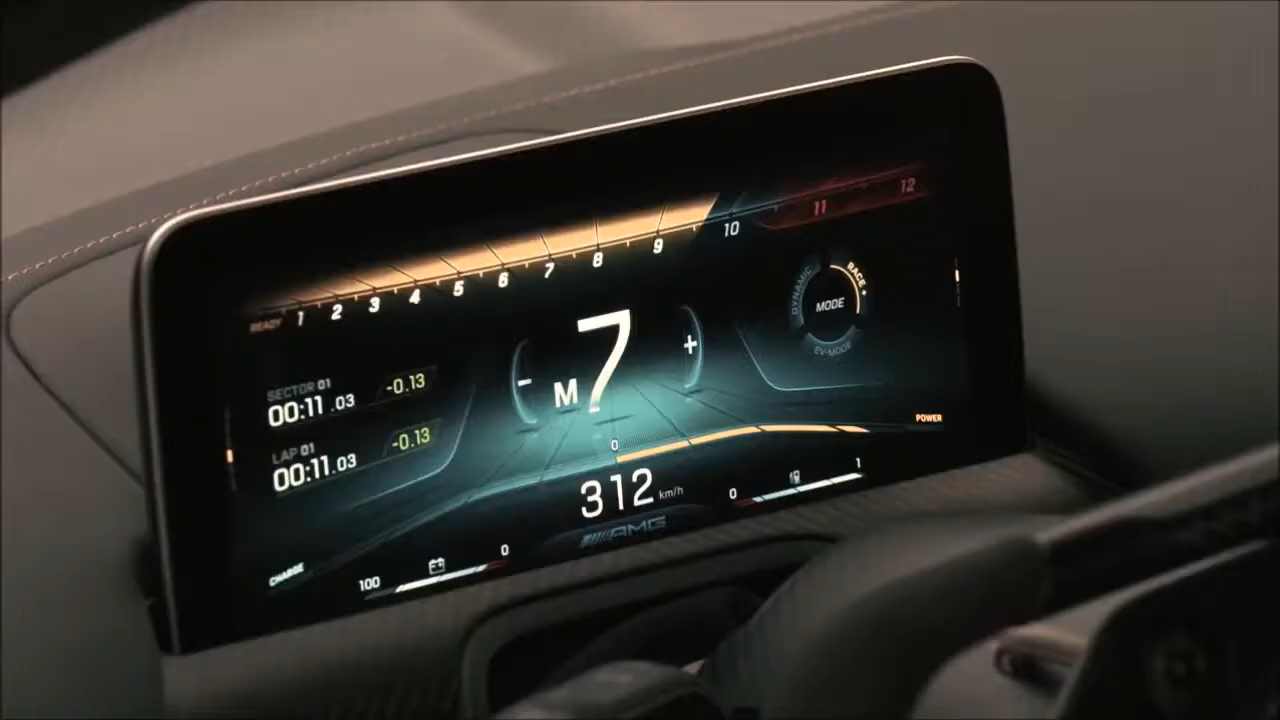 READY 1 2 3 4 5 6 7 8 9 10 11 12
SECTOR 01
00:11.03 -0.13
LAP 01
00:11.03 -0.13
- M 7 +
DYNAMIC
RACE+
MODE
EV-MODE
0
POWER
312 km/h
AMG
CHARGE
100 0
0 1